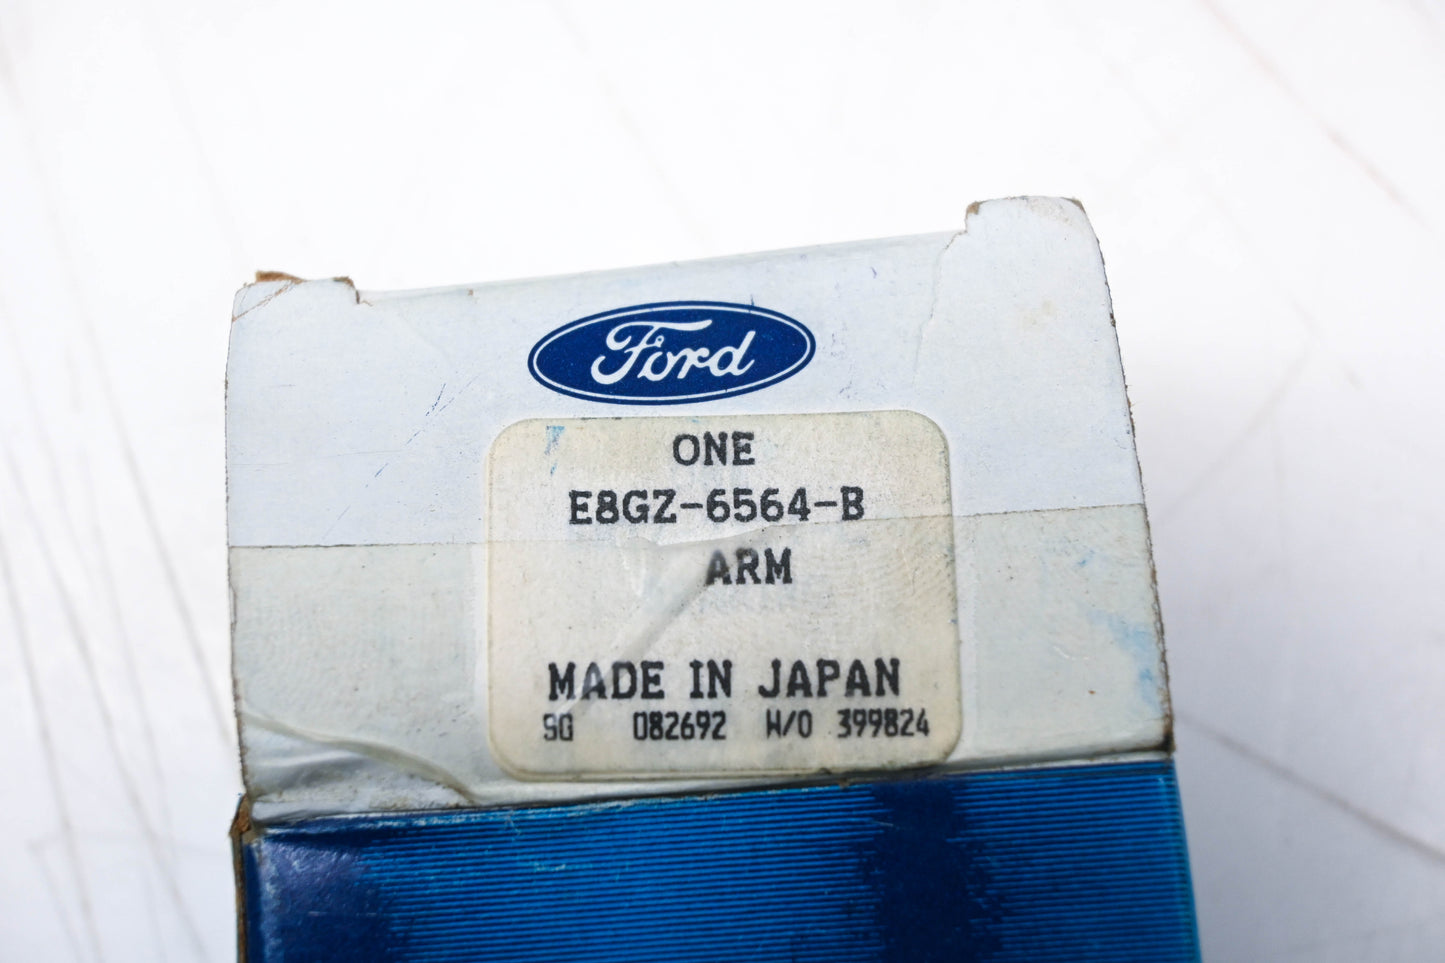 Ford
ONE
E8GZ-6564-B
ARM
MADE IN JAPAN
SG 082692 W/O 399824